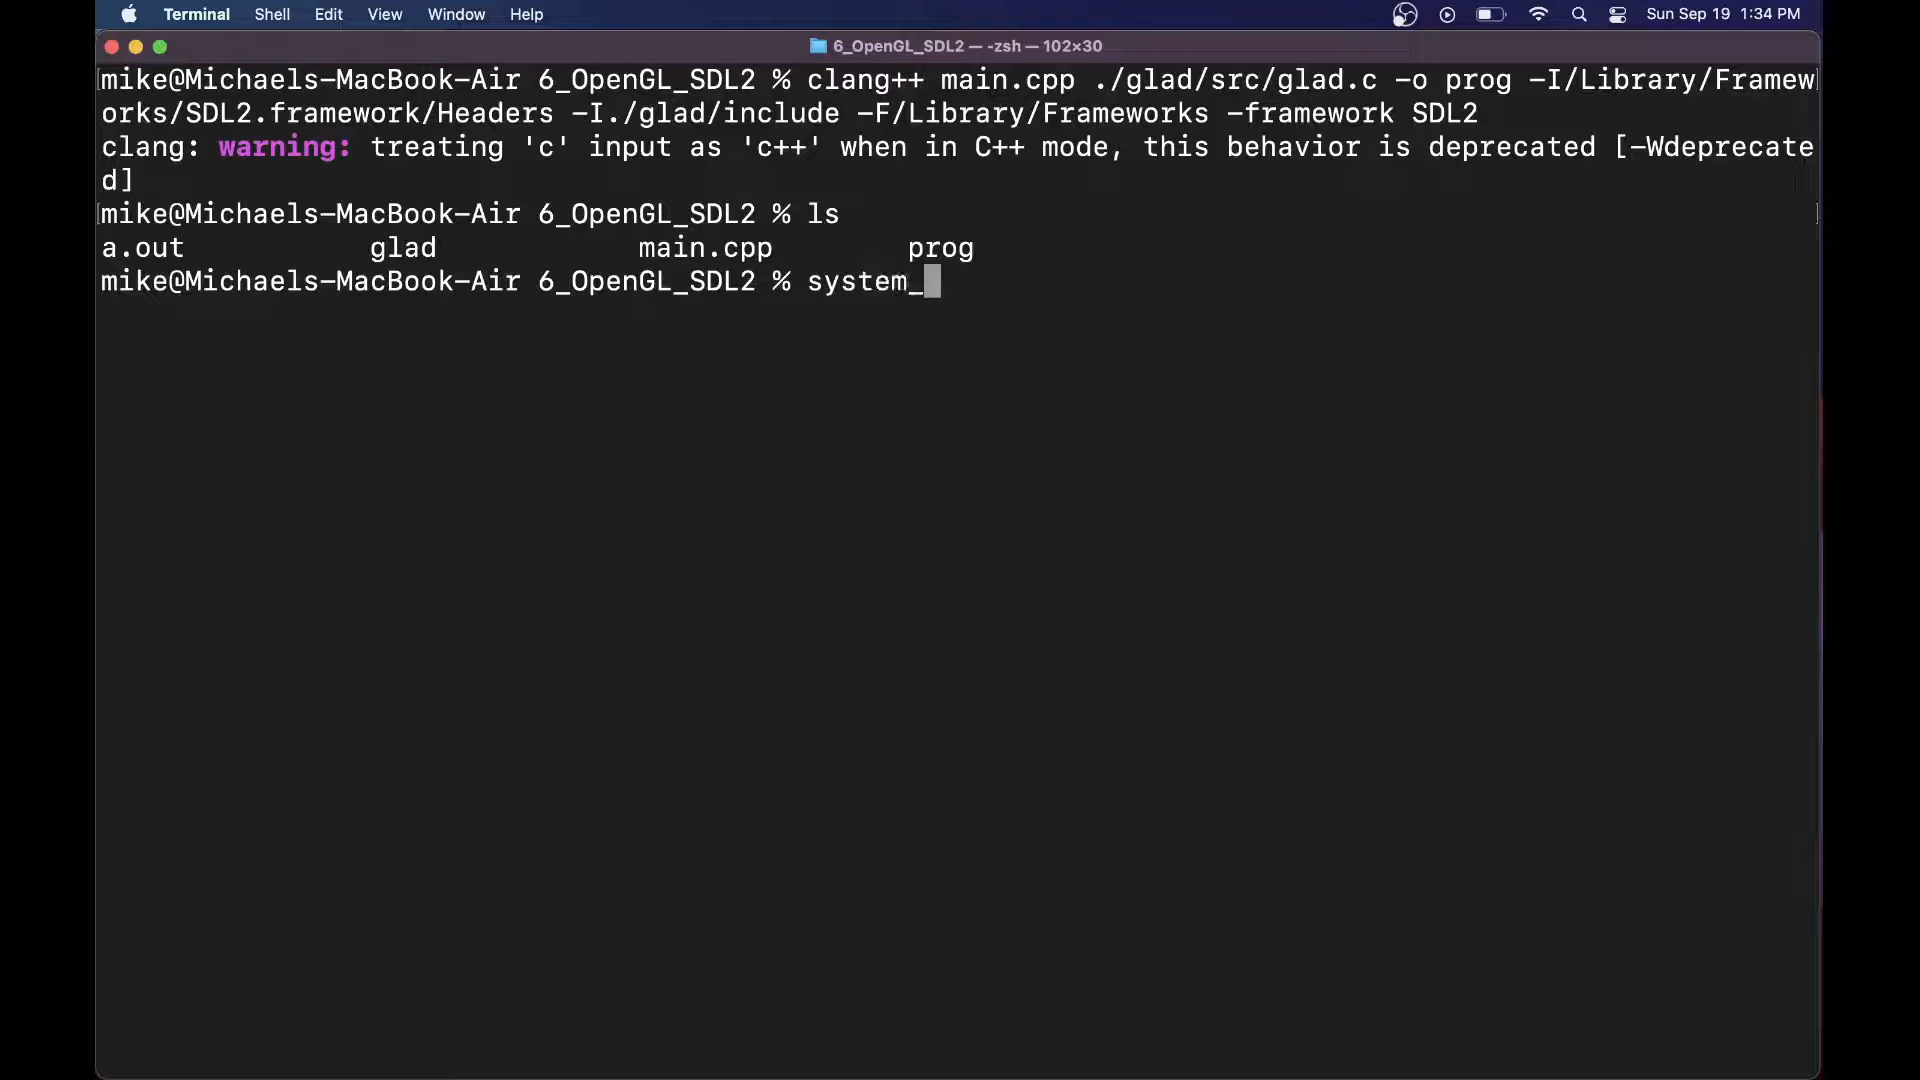 Terminal Shell Edit View Window Help Sun Sep 19 1:34 PM
6_OpenGL_SDL2 — -zsh — 102×30
mike@Michaels-MacBook-Air 6_OpenGL_SDL2 % clang++ main.cpp ./glad/src/glad.c -o prog -I/Library/Framew
orks/SDL2.framework/Headers -I./glad/include -F/Library/Frameworks -framework SDL2
clang: warning: treating 'c' input as 'c++' when in C++ mode, this behavior is deprecated [-Wdeprecate
d]
mike@Michaels-MacBook-Air 6_OpenGL_SDL2 % ls
a.out glad main.cpp prog
mike@Michaels-MacBook-Air 6_OpenGL_SDL2 % system_